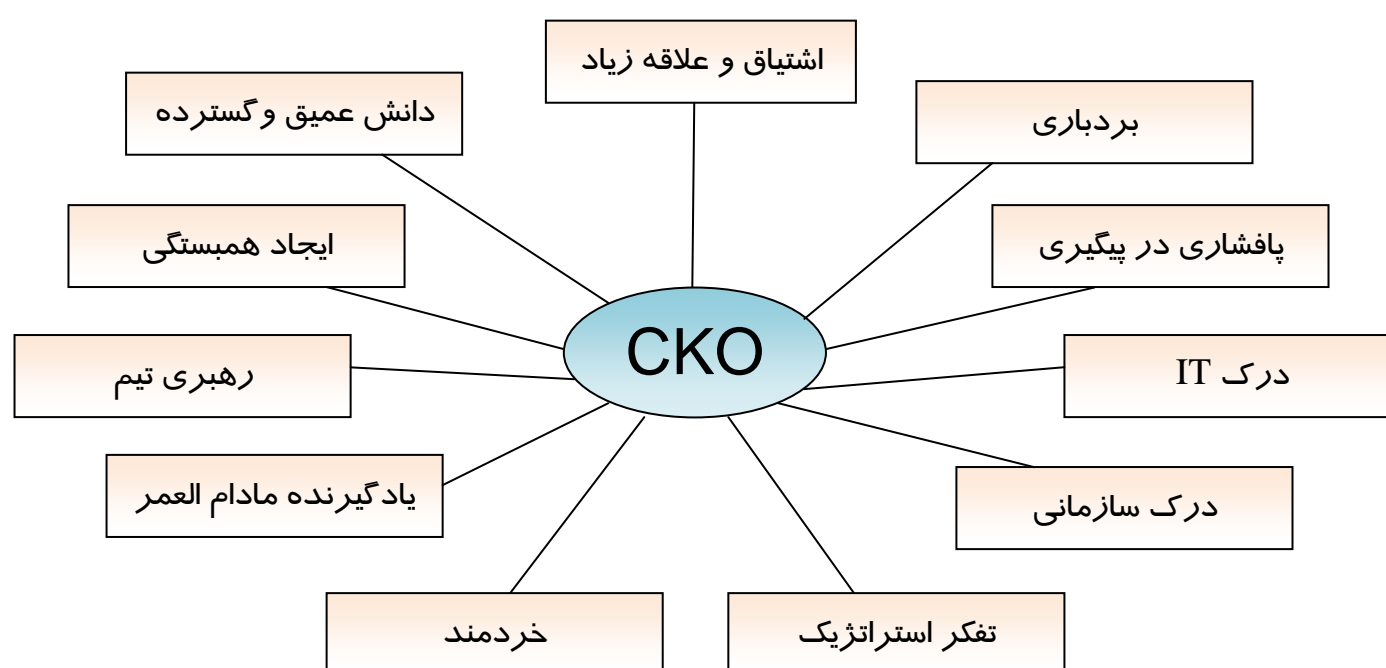 اشتیاق و علاقه زیاد
دانش عمیق و گسترده
بردباری
ایجاد همبستگی
پافشاری در پیگیری
CKO
رهبری تیم
درک IT
یادگیرنده مادام العمر
درک سازمانی
خردمند
تفکر استراتژیک